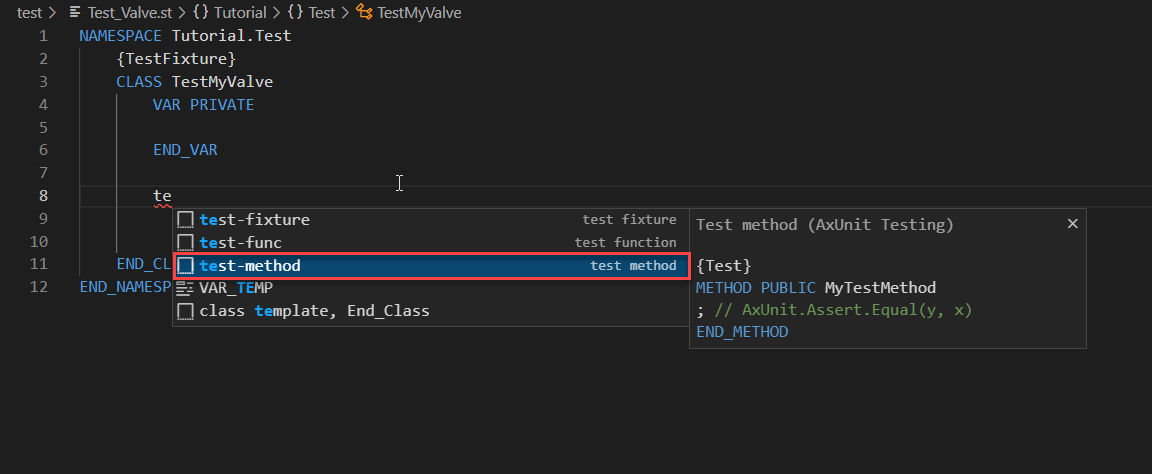 test > Test_Valve.st > {} Tutorial > {} Test > TestMyValve
1 NAMESPACE Tutorial.Test
2 {TestFixture}
3 CLASS TestMyValve
4 VAR PRIVATE
5
6 END_VAR
7
8 te
9 test-fixture test fixture
10 test-func test function
11 END_CL test-method test method
12 END_NAMESP VAR_TEMP
class template, End_Class
Test method (AxUnit Testing) ×
{Test}
METHOD PUBLIC MyTestMethod
; // AxUnit.Assert.Equal(y, x)
END_METHOD